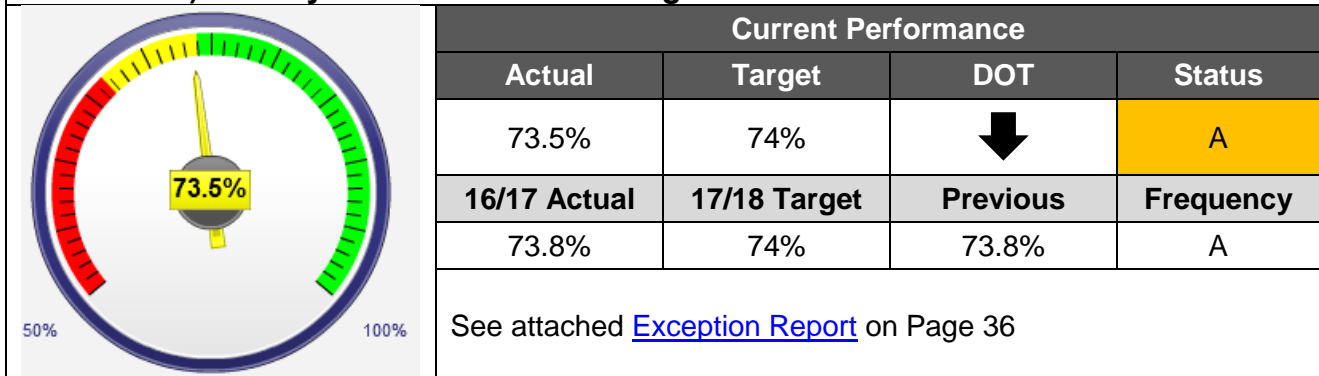 Current Performance
Actual Target DOT Status
73.5% 74% A
16/17 Actual 17/18 Target Previous Frequency
73.8% 74% 73.8% A
73.5%
50% 100%
See attached Exception Report on Page 36